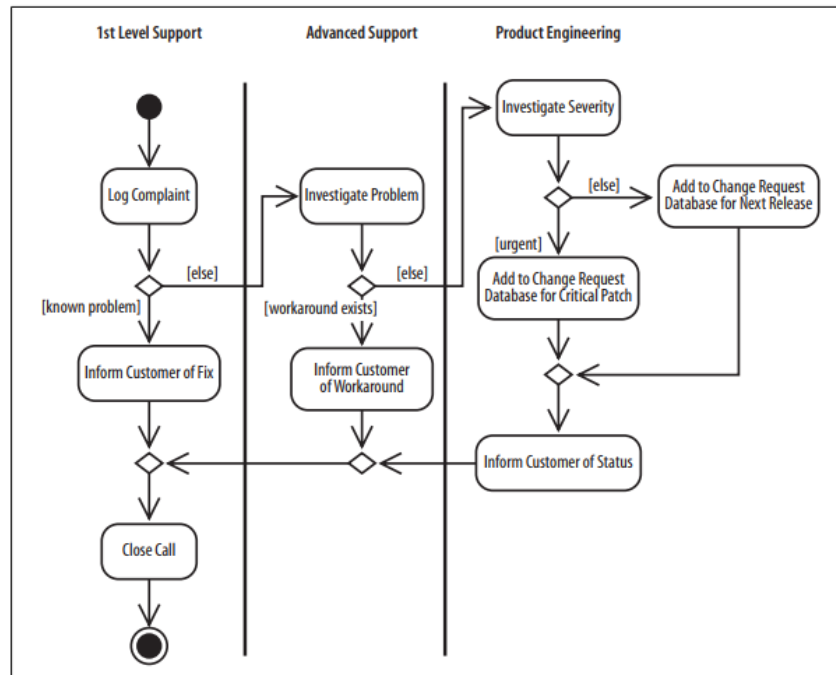 1st Level Support
Advanced Support
Product Engineering
Investigate Severity
Log Complaint
Investigate Problem
[else]
Add to Change Request
Database for Next Release
[urgent]
[else]
[else]
Add to Change Request
Database for Critical Patch
[known problem]
[workaround exists]
Inform Customer of Fix
Inform Customer
of Workaround
Inform Customer of Status
Close Call